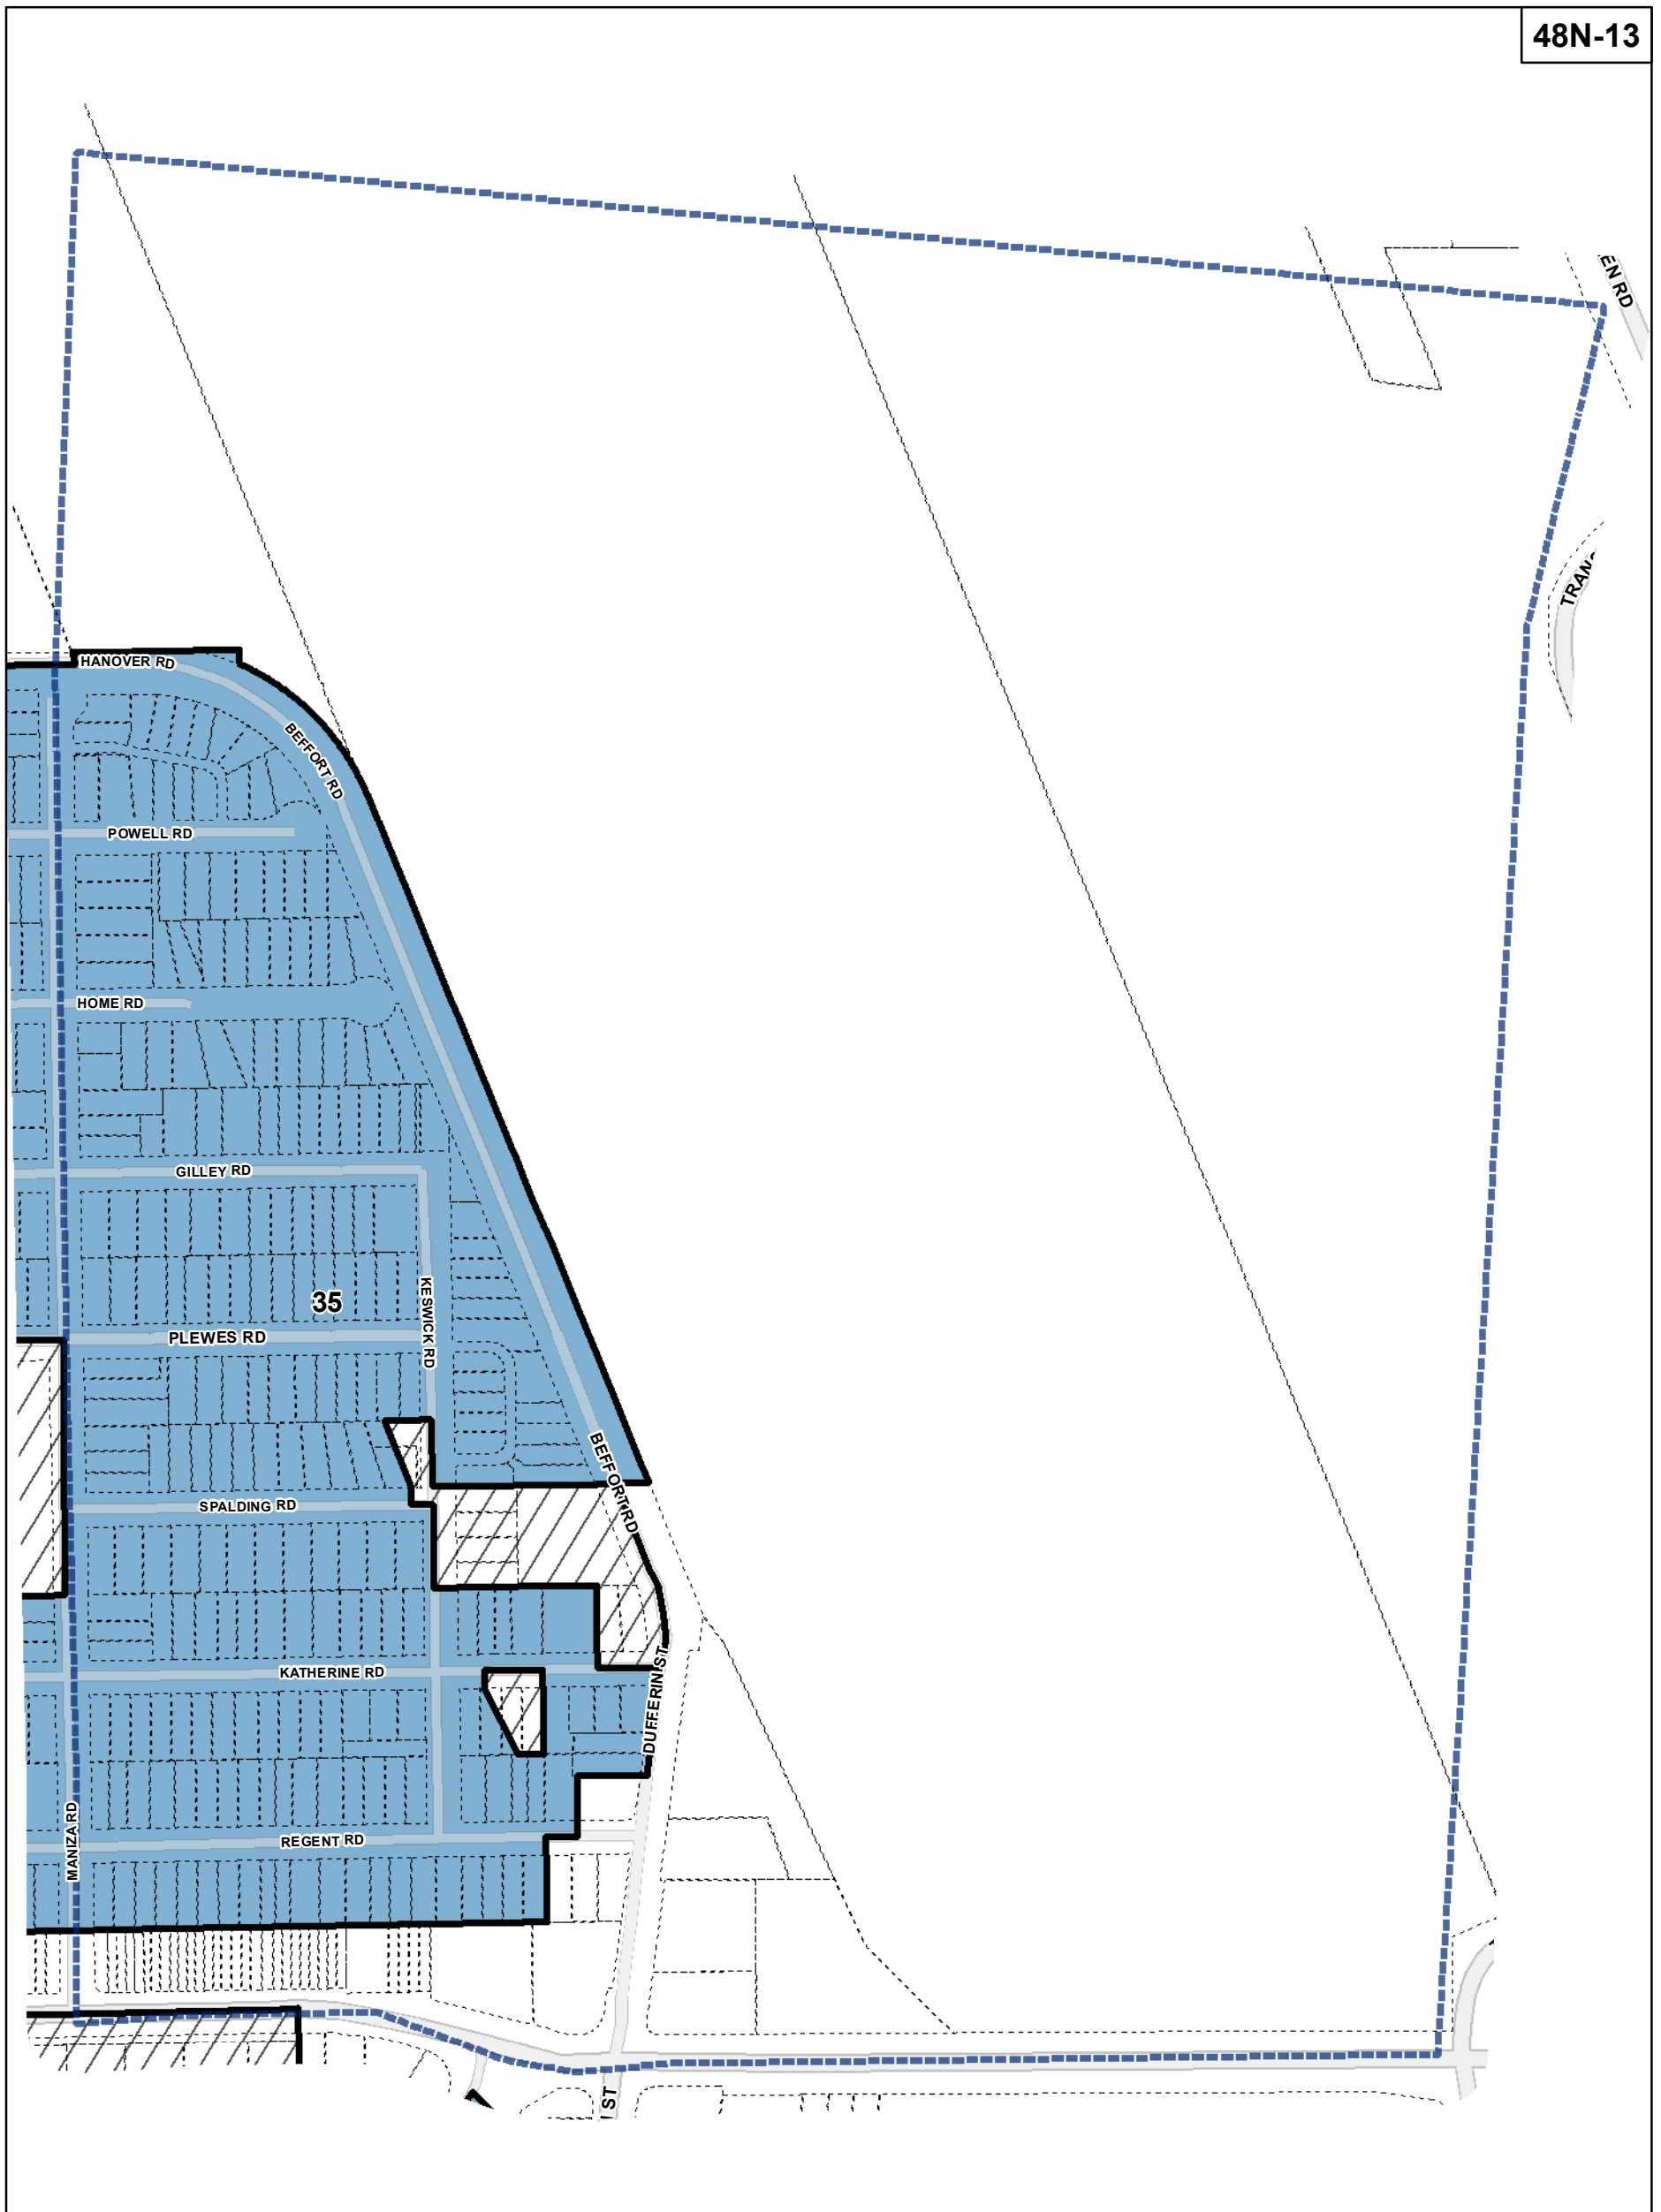 48N-13
EN RD
TRANS
HANOVER RD
BEFFORT RD
POWELL RD
HOME RD
GILLEY RD
35
KESWICK RD
PLEWES RD
BEFFORT RD
SPALDING RD
KATHERINE RD
DUFFERIN ST
MANIZA RD
REGENT RD
ST